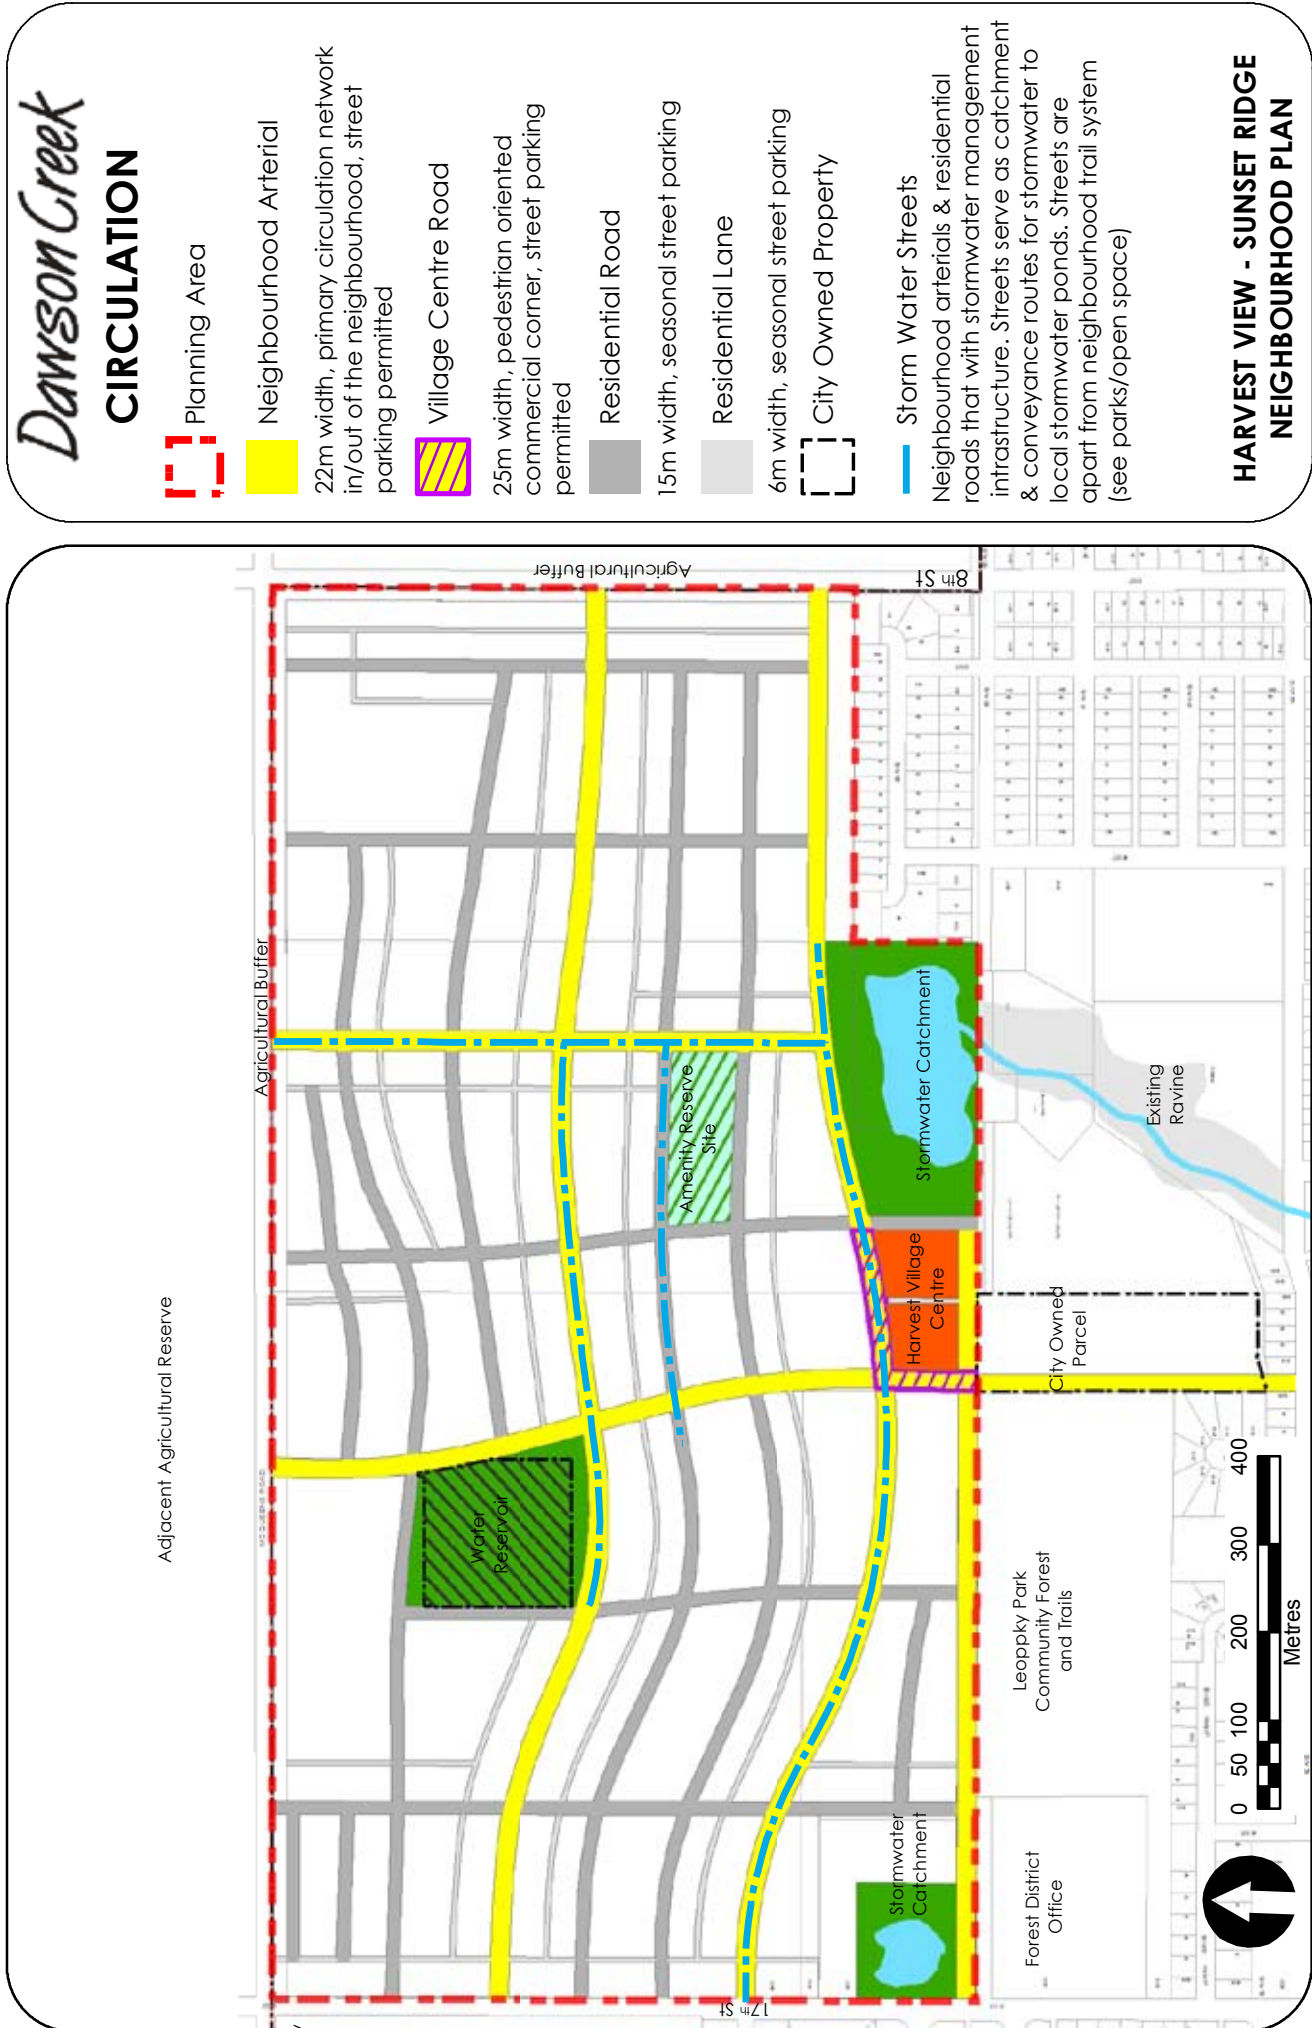 Dawson Creek
CIRCULATION
Planning Area
Neighbourhood Arterial
22m width, primary circulation network
in/out of the neighbourhood, street
parking permitted
Village Centre Road
25m width, pedestrian oriented
commercial corner, street parking
permitted
Residential Road
15m width, seasonal street parking
Residential Lane
6m width, seasonal street parking
City Owned Property
Storm Water Streets
Neighbourhood arterials & residential
roads that with stormwater management
intrastructure. Streets serve as catchment
& conveyance routes for stormwater to
local stormwater ponds. Streets are
apart from neighbourhood trail system
(see parks/open space)
HARVEST VIEW - SUNSET RIDGE
NEIGHBOURHOOD PLAN
Adjacent Agricultural Reserve
Agricultural Buffer
Agricultural Buffer
8th St
17th St
Water
Reservoir
Amenity Reserve
Site
Stormwater Catchment
Harvest Village
Centre
City Owned
Parcel
Existing
Ravine
Stormwater
Catchment
Leoppky Park
Community Forest
and Trails
Forest District
Office
0 50 100 200 300 400
Metres